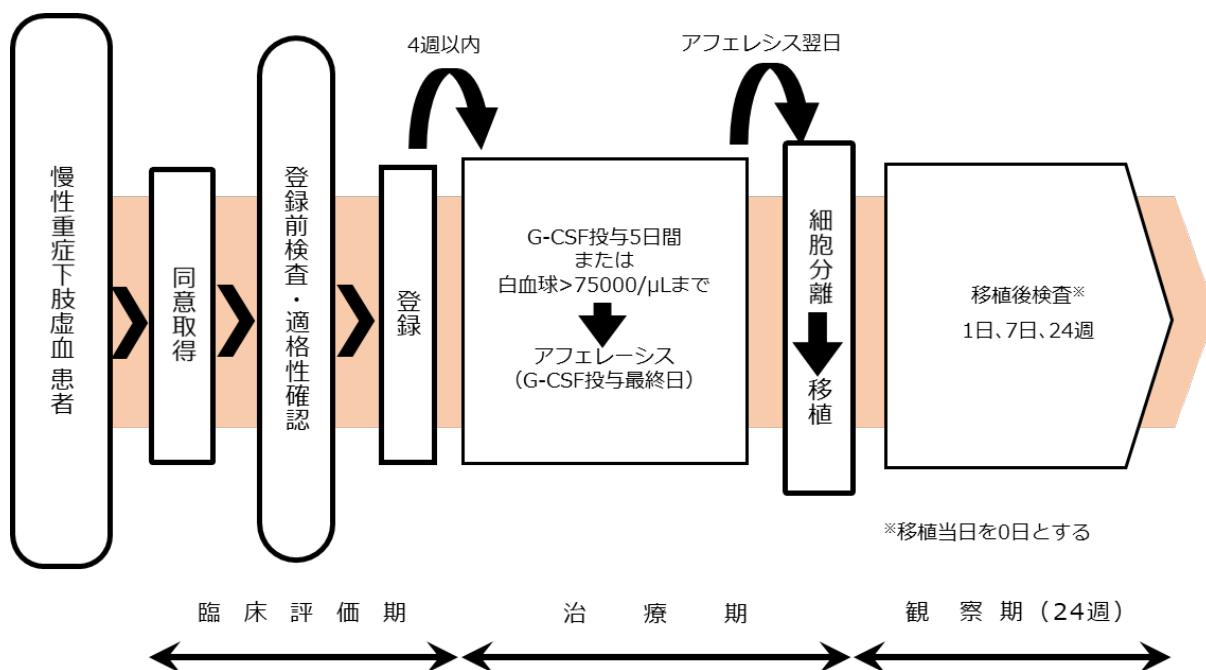 慢性重症下肢虚血 患者
同意取得
登録前検査・適格性確認
4週以内
登録
G-CSF投与5日間
または
白血球>75000/μLまで
アフェレーシス
（G-CSF投与最終日）
アフェレシス翌日
細胞分離
移植
移植後検査※
1日、7日、24週
※移植当日を0日とする
臨床評価期
治療期
観察期（24週）